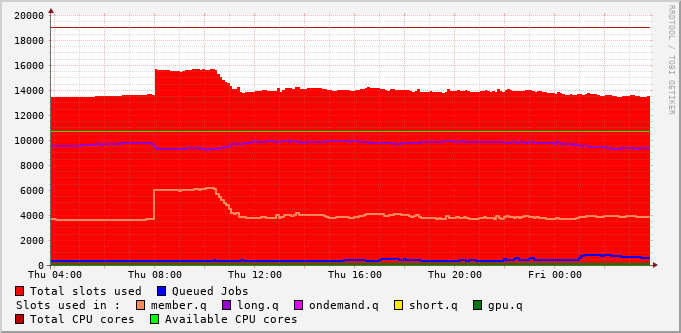 20000
18000
16000
14000
12000
10000
8000
6000
4000
2000
0
Thu 04:00 Thu 08:00 Thu 12:00 Thu 16:00 Thu 20:00 Fri 00:00
Total slots used Queued Jobs
Slots used in : member.q long.q ondemand.q short.q gpu.q
Total CPU cores Available CPU cores
RRDTOOL / TOBI OETIKER